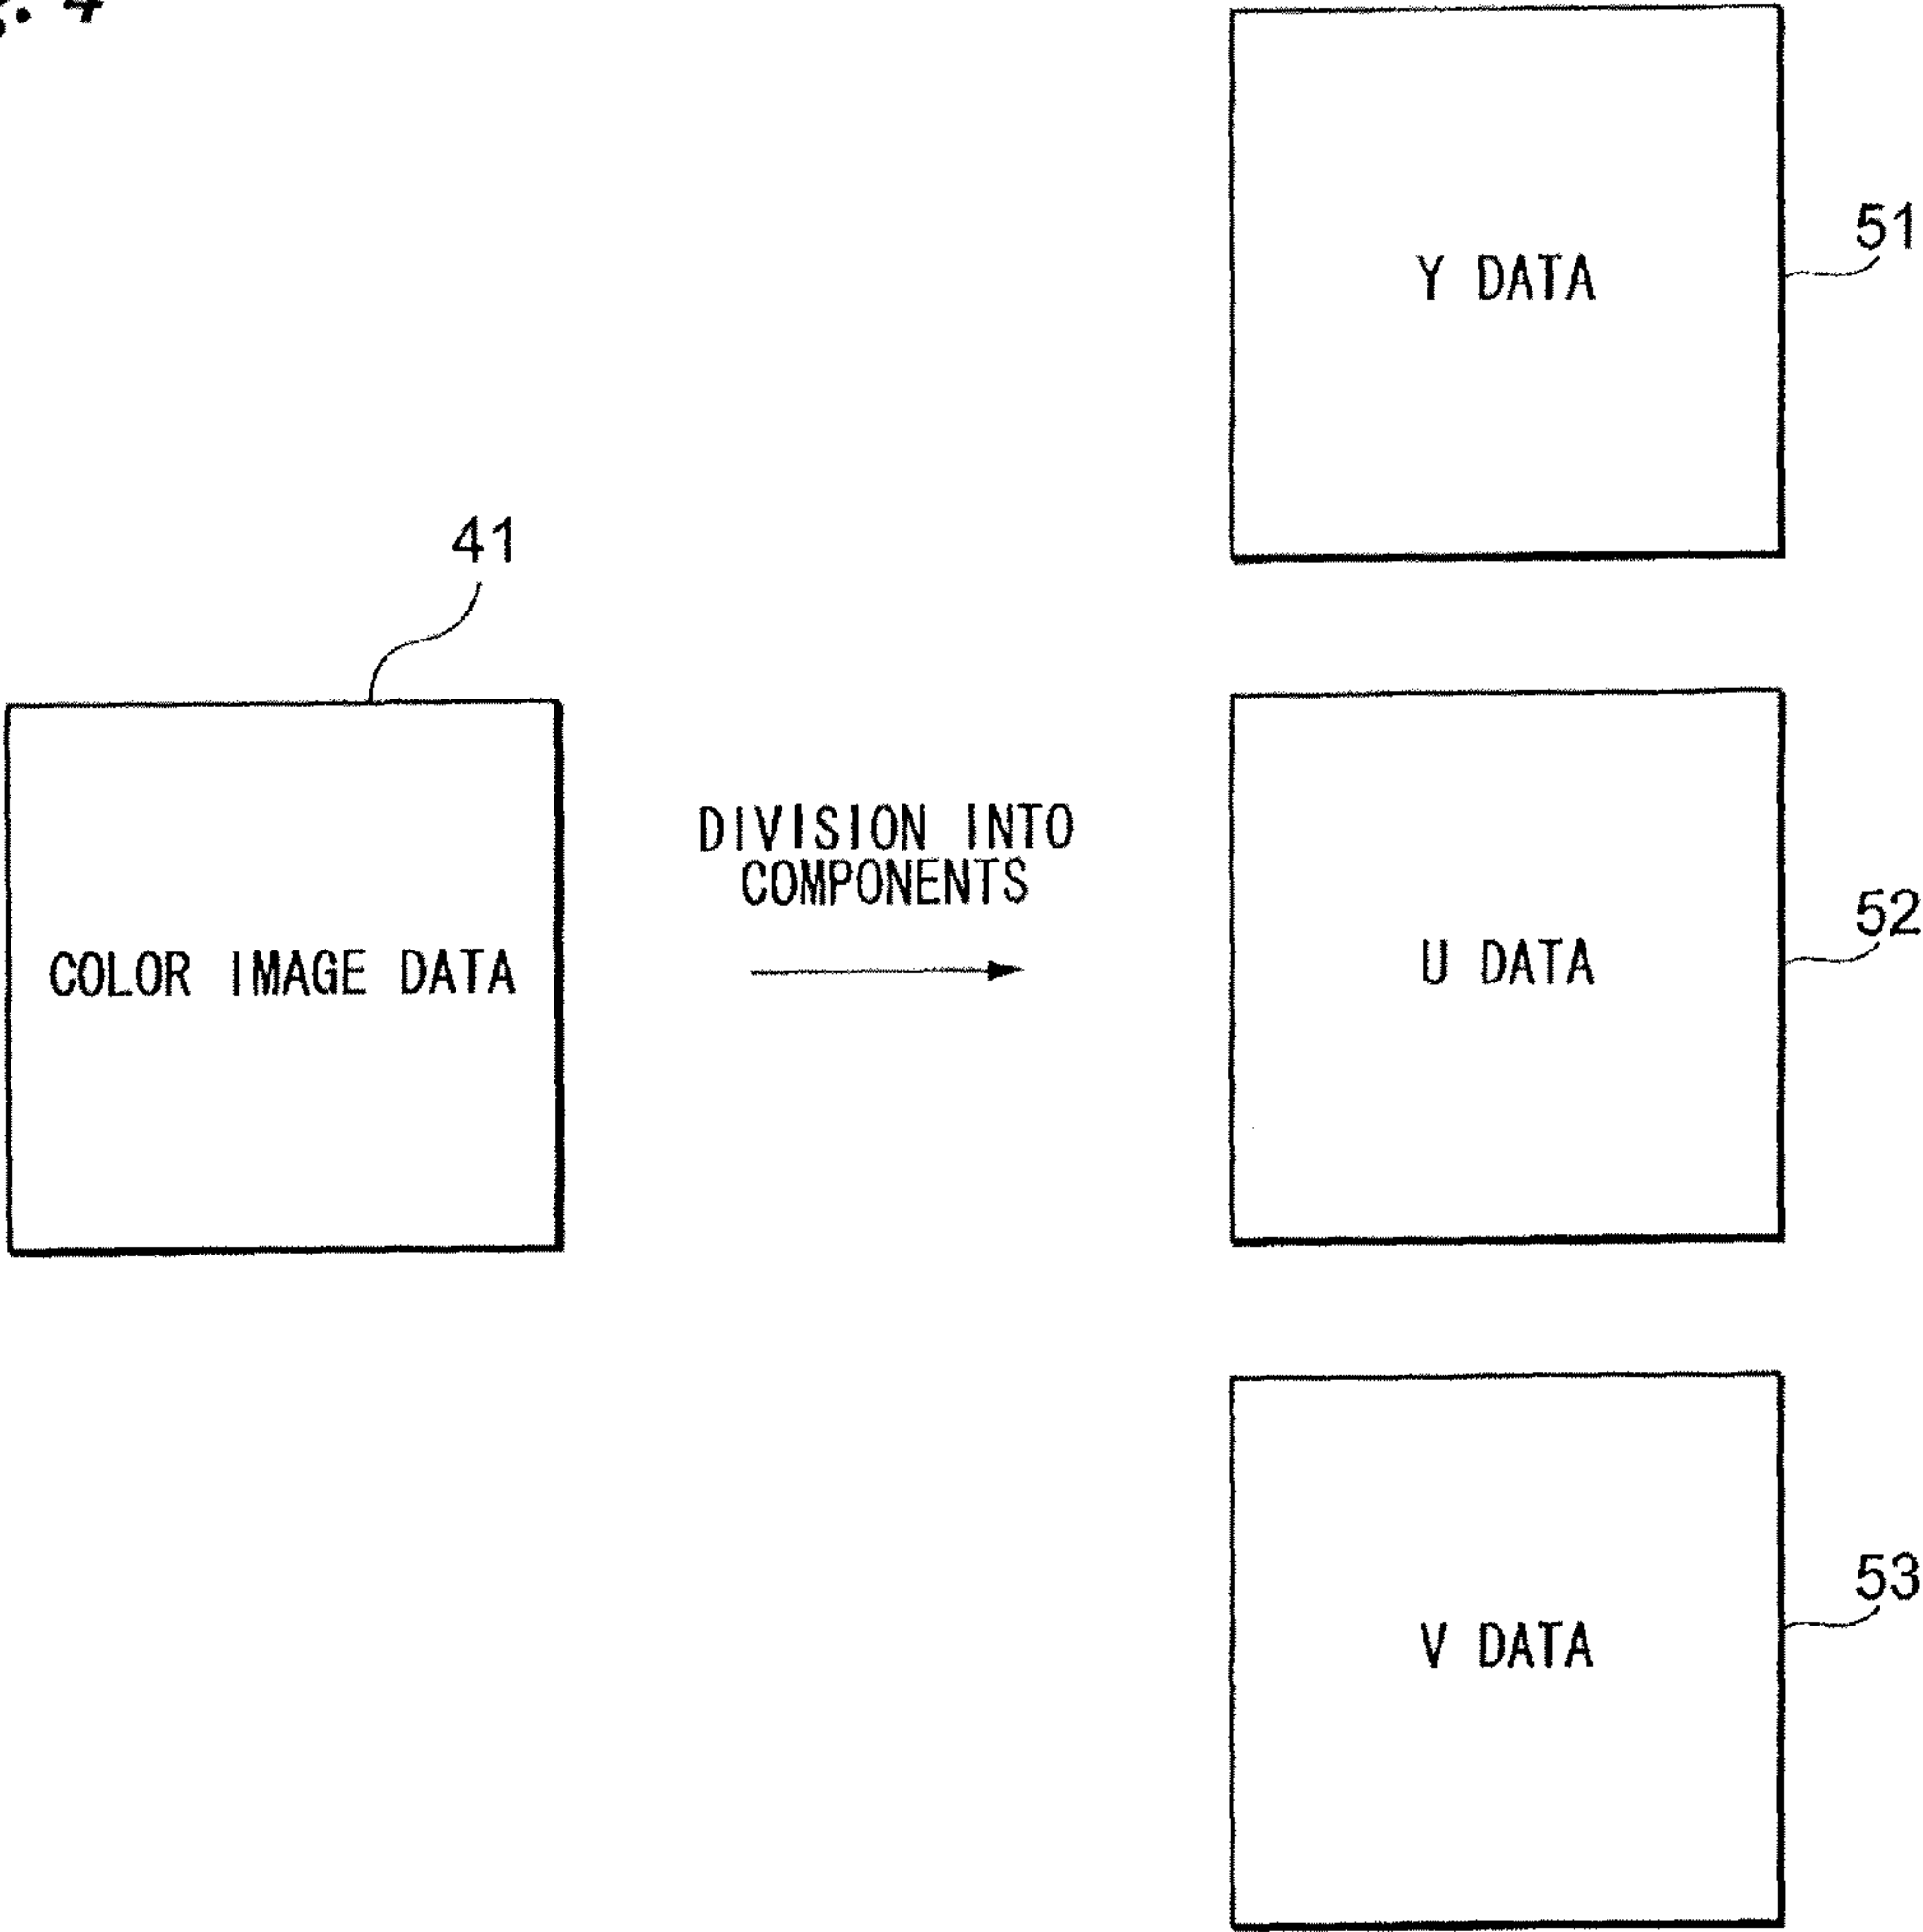 51
Y DATA
41
DIVISION INTO
COMPONENTS
COLOR IMAGE DATA
52
U DATA
53
V DATA